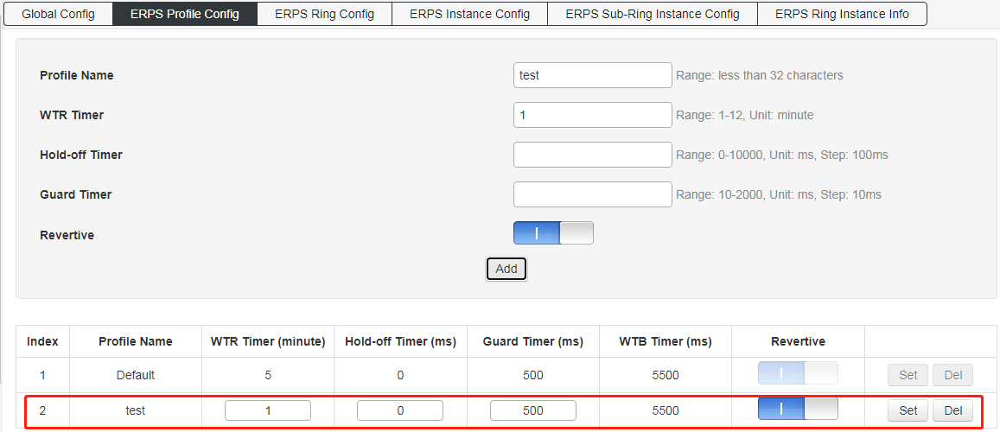 Global Config ERPS Profile Config ERPS Ring Config ERPS Instance Config ERPS Sub-Ring Instance Config ERPS Ring Instance Info
Profile Name test Range: less than 32 characters
WTR Timer 1 Range: 1-12, Unit: minute
Hold-off Timer Range: 0-10000, Unit: ms, Step: 100ms
Guard Timer Range: 10-2000, Unit: ms, Step: 10ms
Revertive
Add
Index Profile Name WTR Timer (minute) Hold-off Timer (ms) Guard Timer (ms) WTB Timer (ms) Revertive
1 Default 5 0 500 5500 Set Del
2 test 1 0 500 5500 Set Del